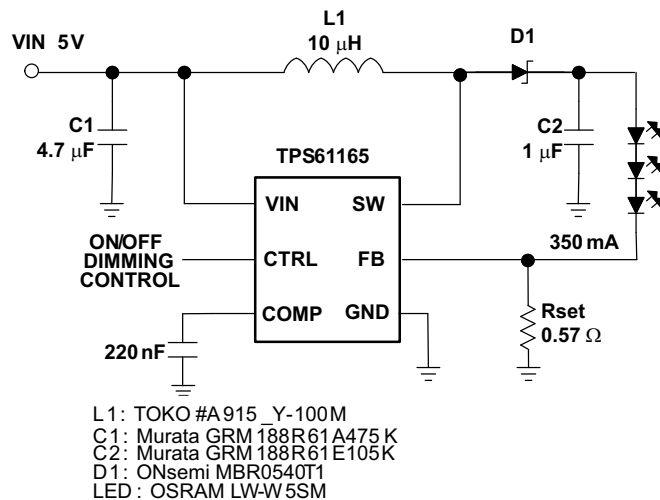 L1
10 μH
VIN 5V
D1
C1
4.7 μF
C2
1 μF
TPS61165
VIN SW
ON/OFF
DIMMING
CONTROL
CTRL FB
350 mA
COMP GND
220 nF
Rset
0.57 Ω
L1: TOKO #A915_Y-100M
C1: Murata GRM188R61A475K
C2: Murata GRM188R61E105K
D1: ONsemi MBR0540T1
LED: OSRAM LW-W5SM